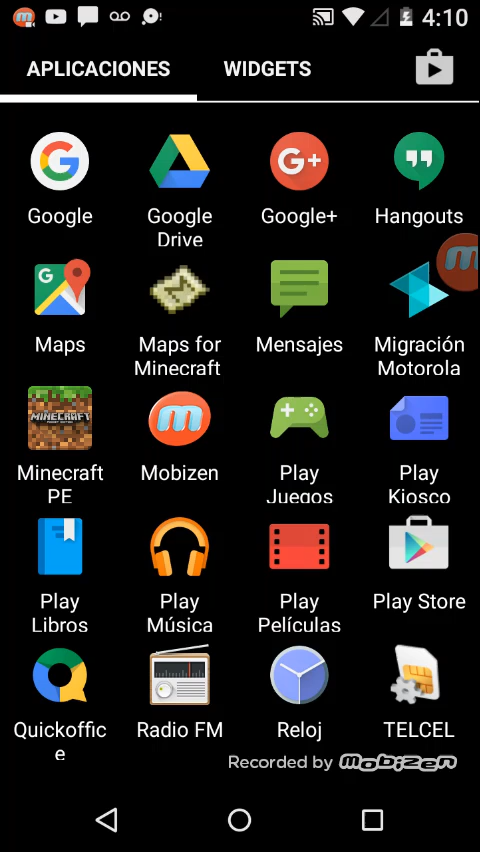 4:10
APLICACIONES WIDGETS
Google
Google
Drive
Google+
Hangouts
Maps
Maps for
Minecraft
Mensajes
Migración
Motorola
MINECRAFT
Minecraft
PE
Mobizen
Play
Juegos
Play
Kiosco
Play
Libros
Play
Música
Play
Películas
Play Store
Quickoffic
e
Radio FM
Reloj
TELCEL
Recorded by mobizen